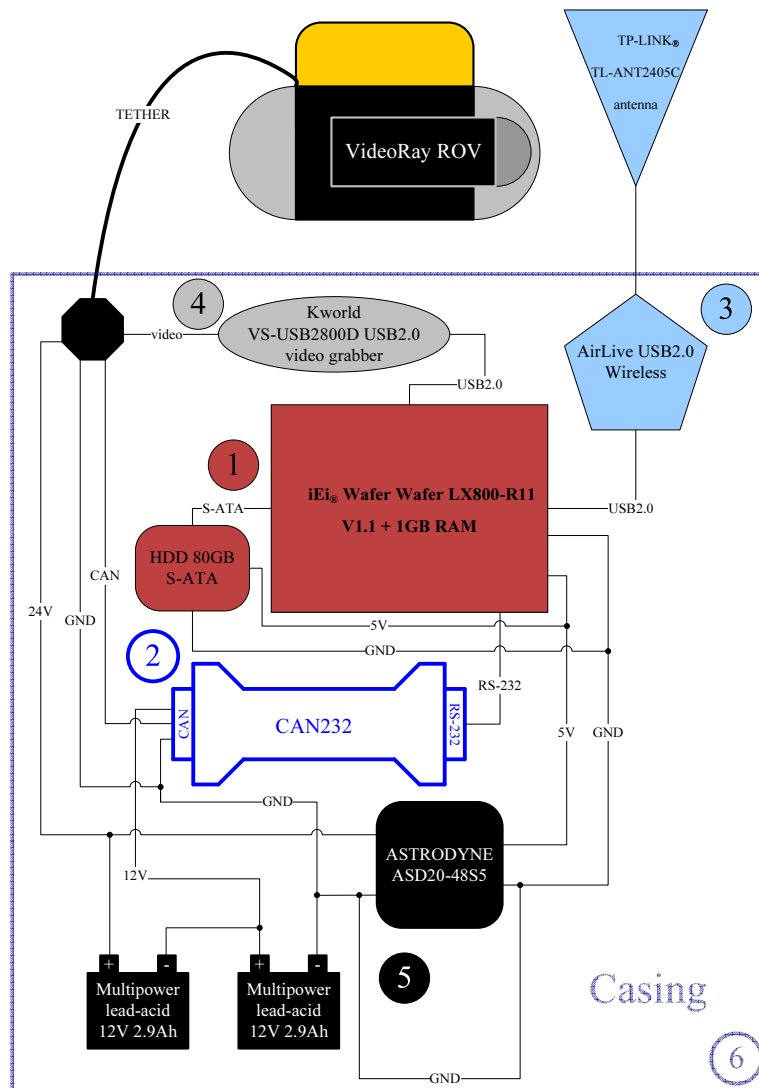 TP-LINK®
TL-ANT2405C
antenna
TETHER
VideoRay ROV
4
3
Kworld
VS-USB2800D USB2.0
video grabber
video
AirLive USB2.0
Wireless
USB2.0
1
iEi® Wafer Wafer LX800-R11
V1.1 + 1GB RAM
S-ATA
USB2.0
HDD 80GB
S-ATA
CAN
24V
GND
5V
GND
2
RS-232
CAN
CAN232
RS-232
5V
GND
GND
ASTRODYNE
ASD20-48S5
12V
+
-
+
-
5
Multipower
lead-acid
12V 2.9Ah
Multipower
lead-acid
12V 2.9Ah
Casing
GND
6